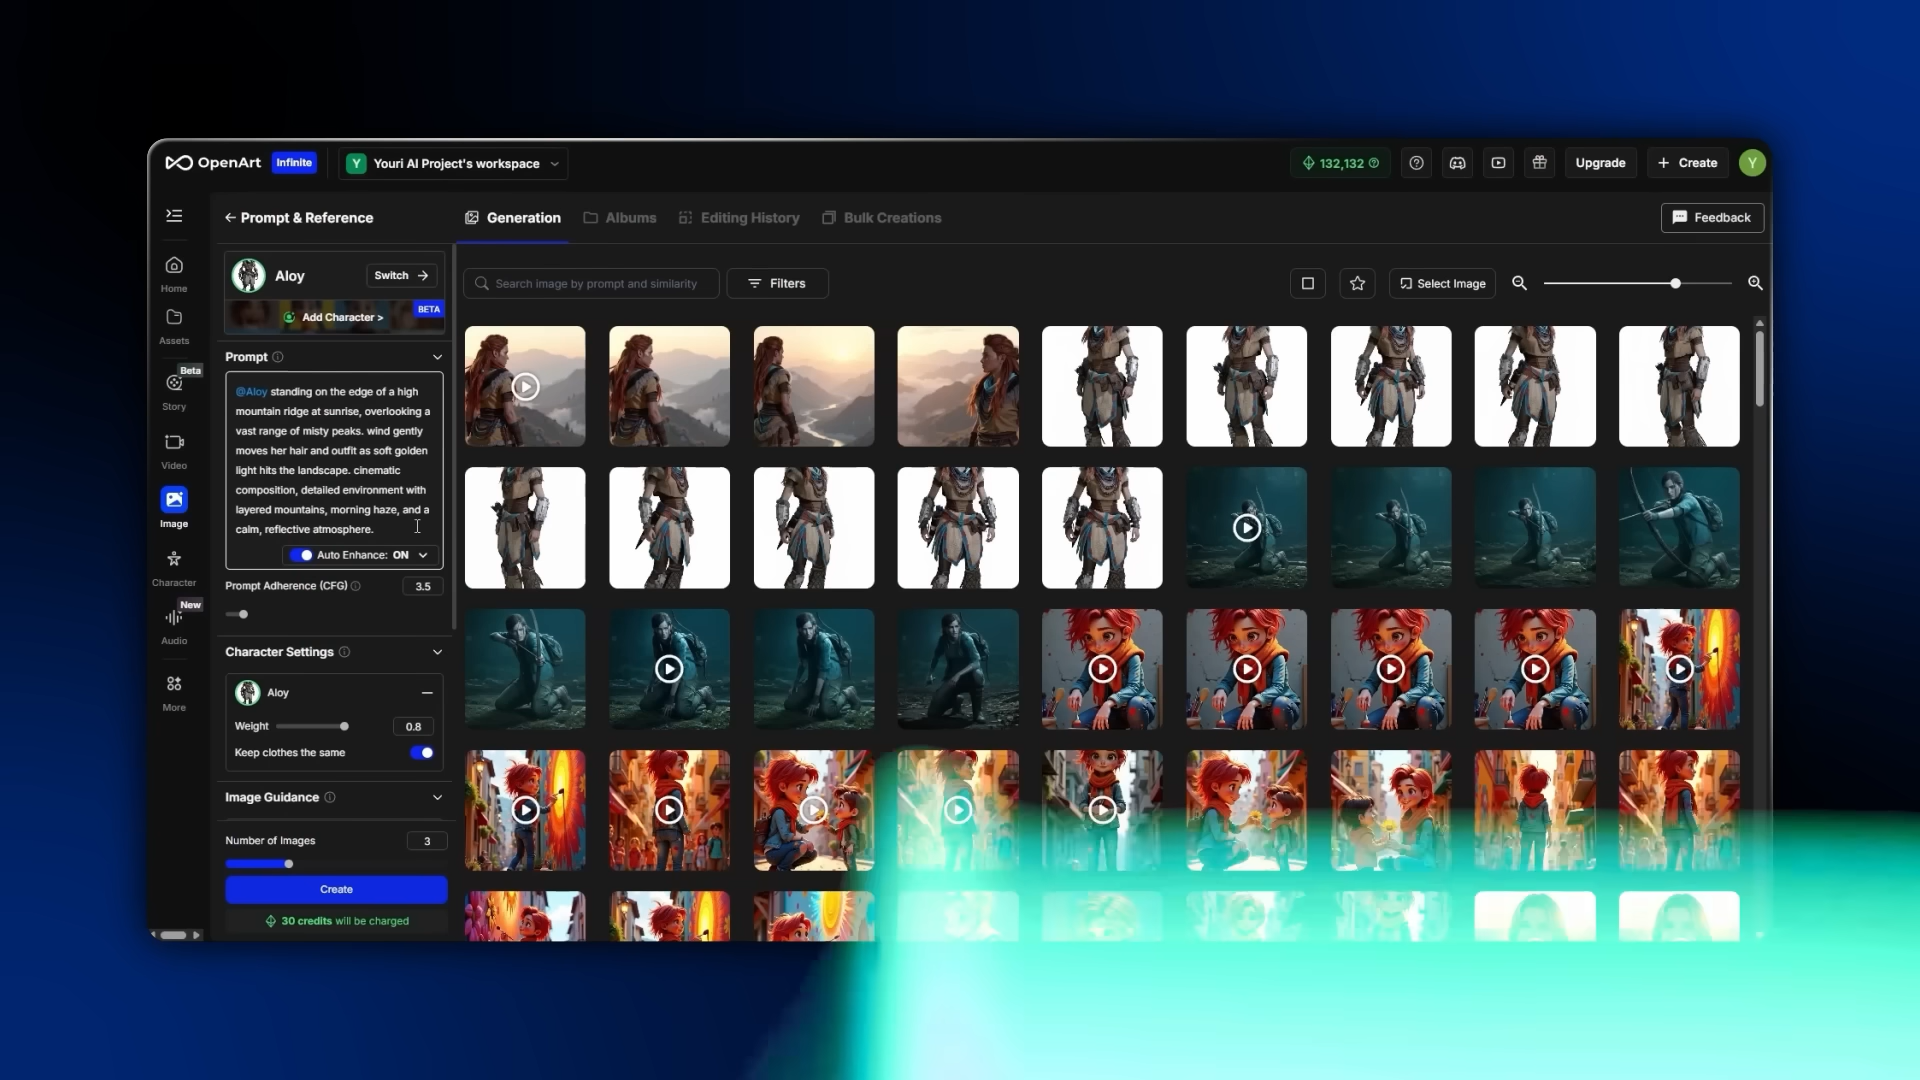 OpenArt Infinite Y Youri AI Project's workspace 132,132 Upgrade + Create Y
Prompt & Reference Generation Albums Editing History Bulk Creations Feedback
Aloy Switch
Search image by prompt and similarity Filters Select Image
BETA
Add Character >
Home
Assets
Beta
Story
Video
Image
Character
New
Audio
More
Prompt
@Aloy standing on the edge of a high
mountain ridge at sunrise, overlooking a
vast range of misty peaks. wind gently
moves her hair and outfit as soft golden
light hits the landscape. cinematic
composition, detailed environment with
layered mountains, morning haze, and a
calm, reflective atmosphere.
Auto Enhance: ON
Prompt Adherence (CFG) 3.5
Character Settings
Aloy
Weight 0.8
Keep clothes the same
Image Guidance
Number of Images 3
Create
30 credits will be charged